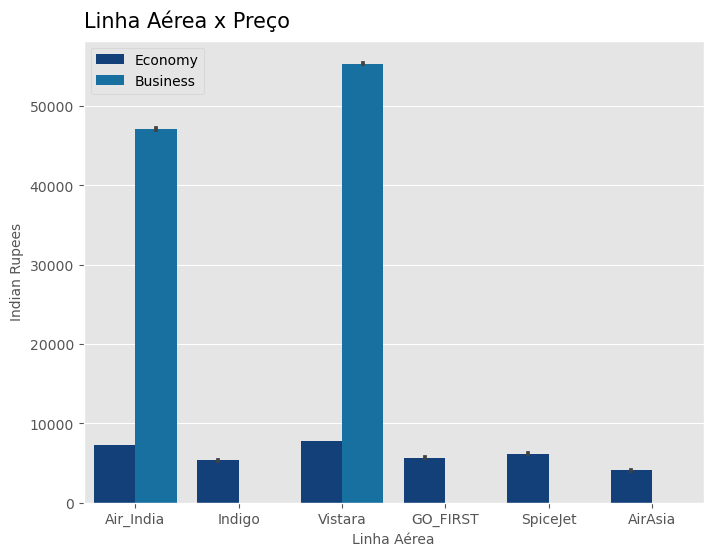 Linha Aérea x Preço
Economy
Business
50000
40000
30000
20000
10000
0
Indian Rupees
Air_India Indigo Vistara GO_FIRST SpiceJet AirAsia
Linha Aérea